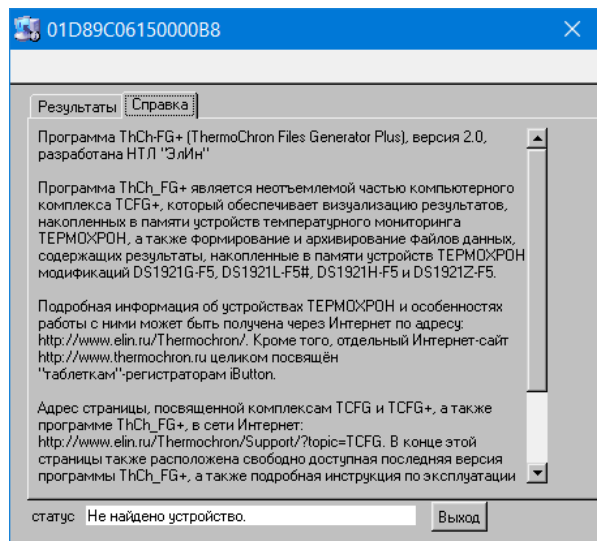 01D89C06150000B8
Результаты Справка
Программа ThCh-FG+ (ThermoChron Files Generator Plus), версия 2.0,
разработана НТЛ "ЭлИн"
Программа ThCh_FG+ является неотъемлемой частью компьютерного
комплекса TCFG+, который обеспечивает визуализацию результатов,
накопленных в памяти устройств температурного мониторинга
ТЕРМОХРОН, а также формирование и архивирование файлов данных,
содержащих результаты, накопленные в памяти устройств ТЕРМОХРОН
модификаций DS1921G-F5, DS1921L-F5#, DS1921H-F5 и DS1921Z-F5.
Подробная информация об устройствах ТЕРМОХРОН и особенностях
работы с ними может быть получена через Интернет по адресу:
http://www.elin.ru/Thermochron/. Кроме того, отдельный Интернет-сайт
http://www.thermochron.ru целиком посвящён
"таблеткам"-регистраторам iButton.
Адрес страницы, посвященной комплексам TCFG и TCFG+, а также
программе ThCh_FG+, в сети Интернет:
http://www.elin.ru/Thermochron/Support/?topic=TCFG. В конце этой
страницы также расположена свободно доступная последняя версия
программы ThCh_FG+, а также подробная инструкция по эксплуатации
статус Не найдено устройство. Выход